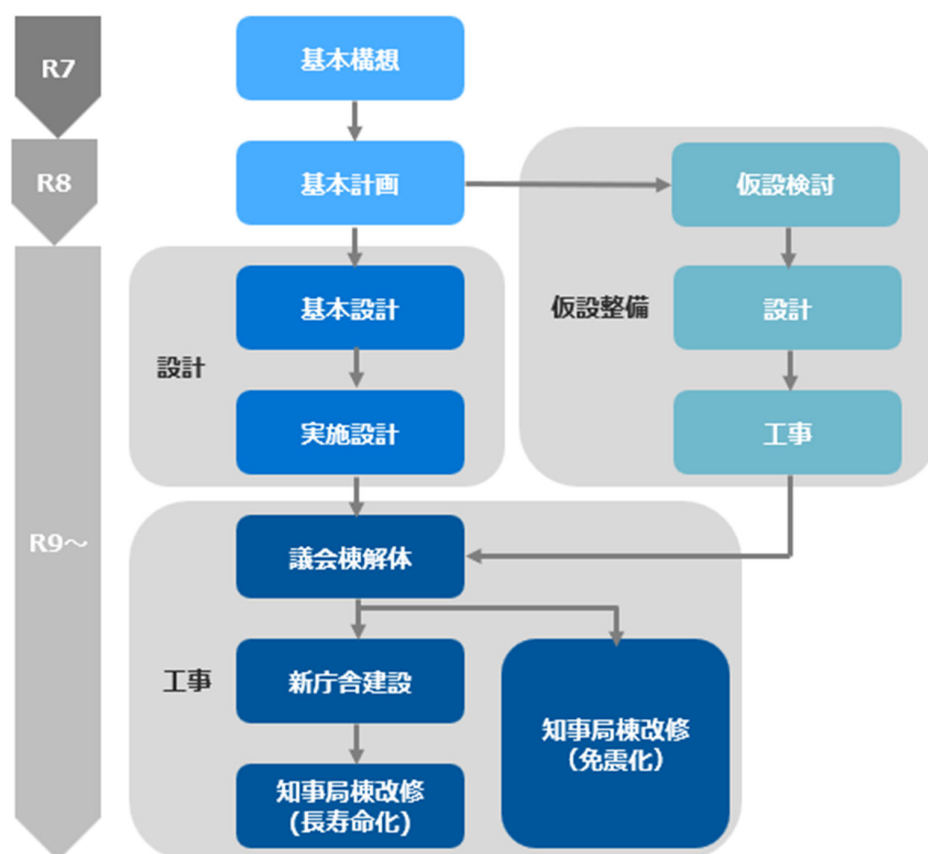 R7
基本構想
R8
基本計画
仮設検討
基本設計
仮設整備
設計
設計
実施設計
工事
R9～
議会棟解体
工事
新庁舎建設
知事局棟改修
（免震化）
知事局棟改修
(長寿命化)